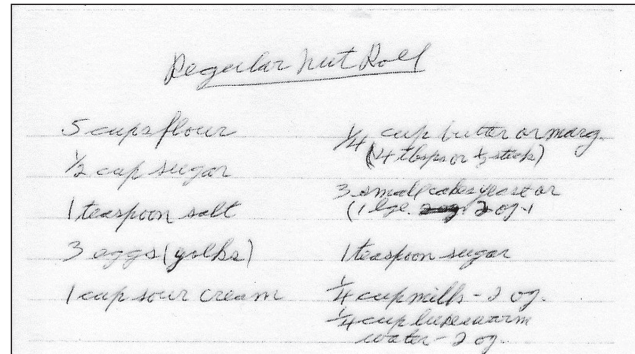 Regular Nut Roll
5 cups flour
1/2 cup sugar
1 teaspoon salt
3 eggs (yolks)
1 cup sour cream
1/4 cup butter or marg.
(4 tbsps or 1/2 stick)
3 small cakes yeast or
(1 lge. 2 oz.)
1 teaspoon sugar
1/4 cup milk - 2 oz.
1/4 cup lukewarm
water - 2 oz.